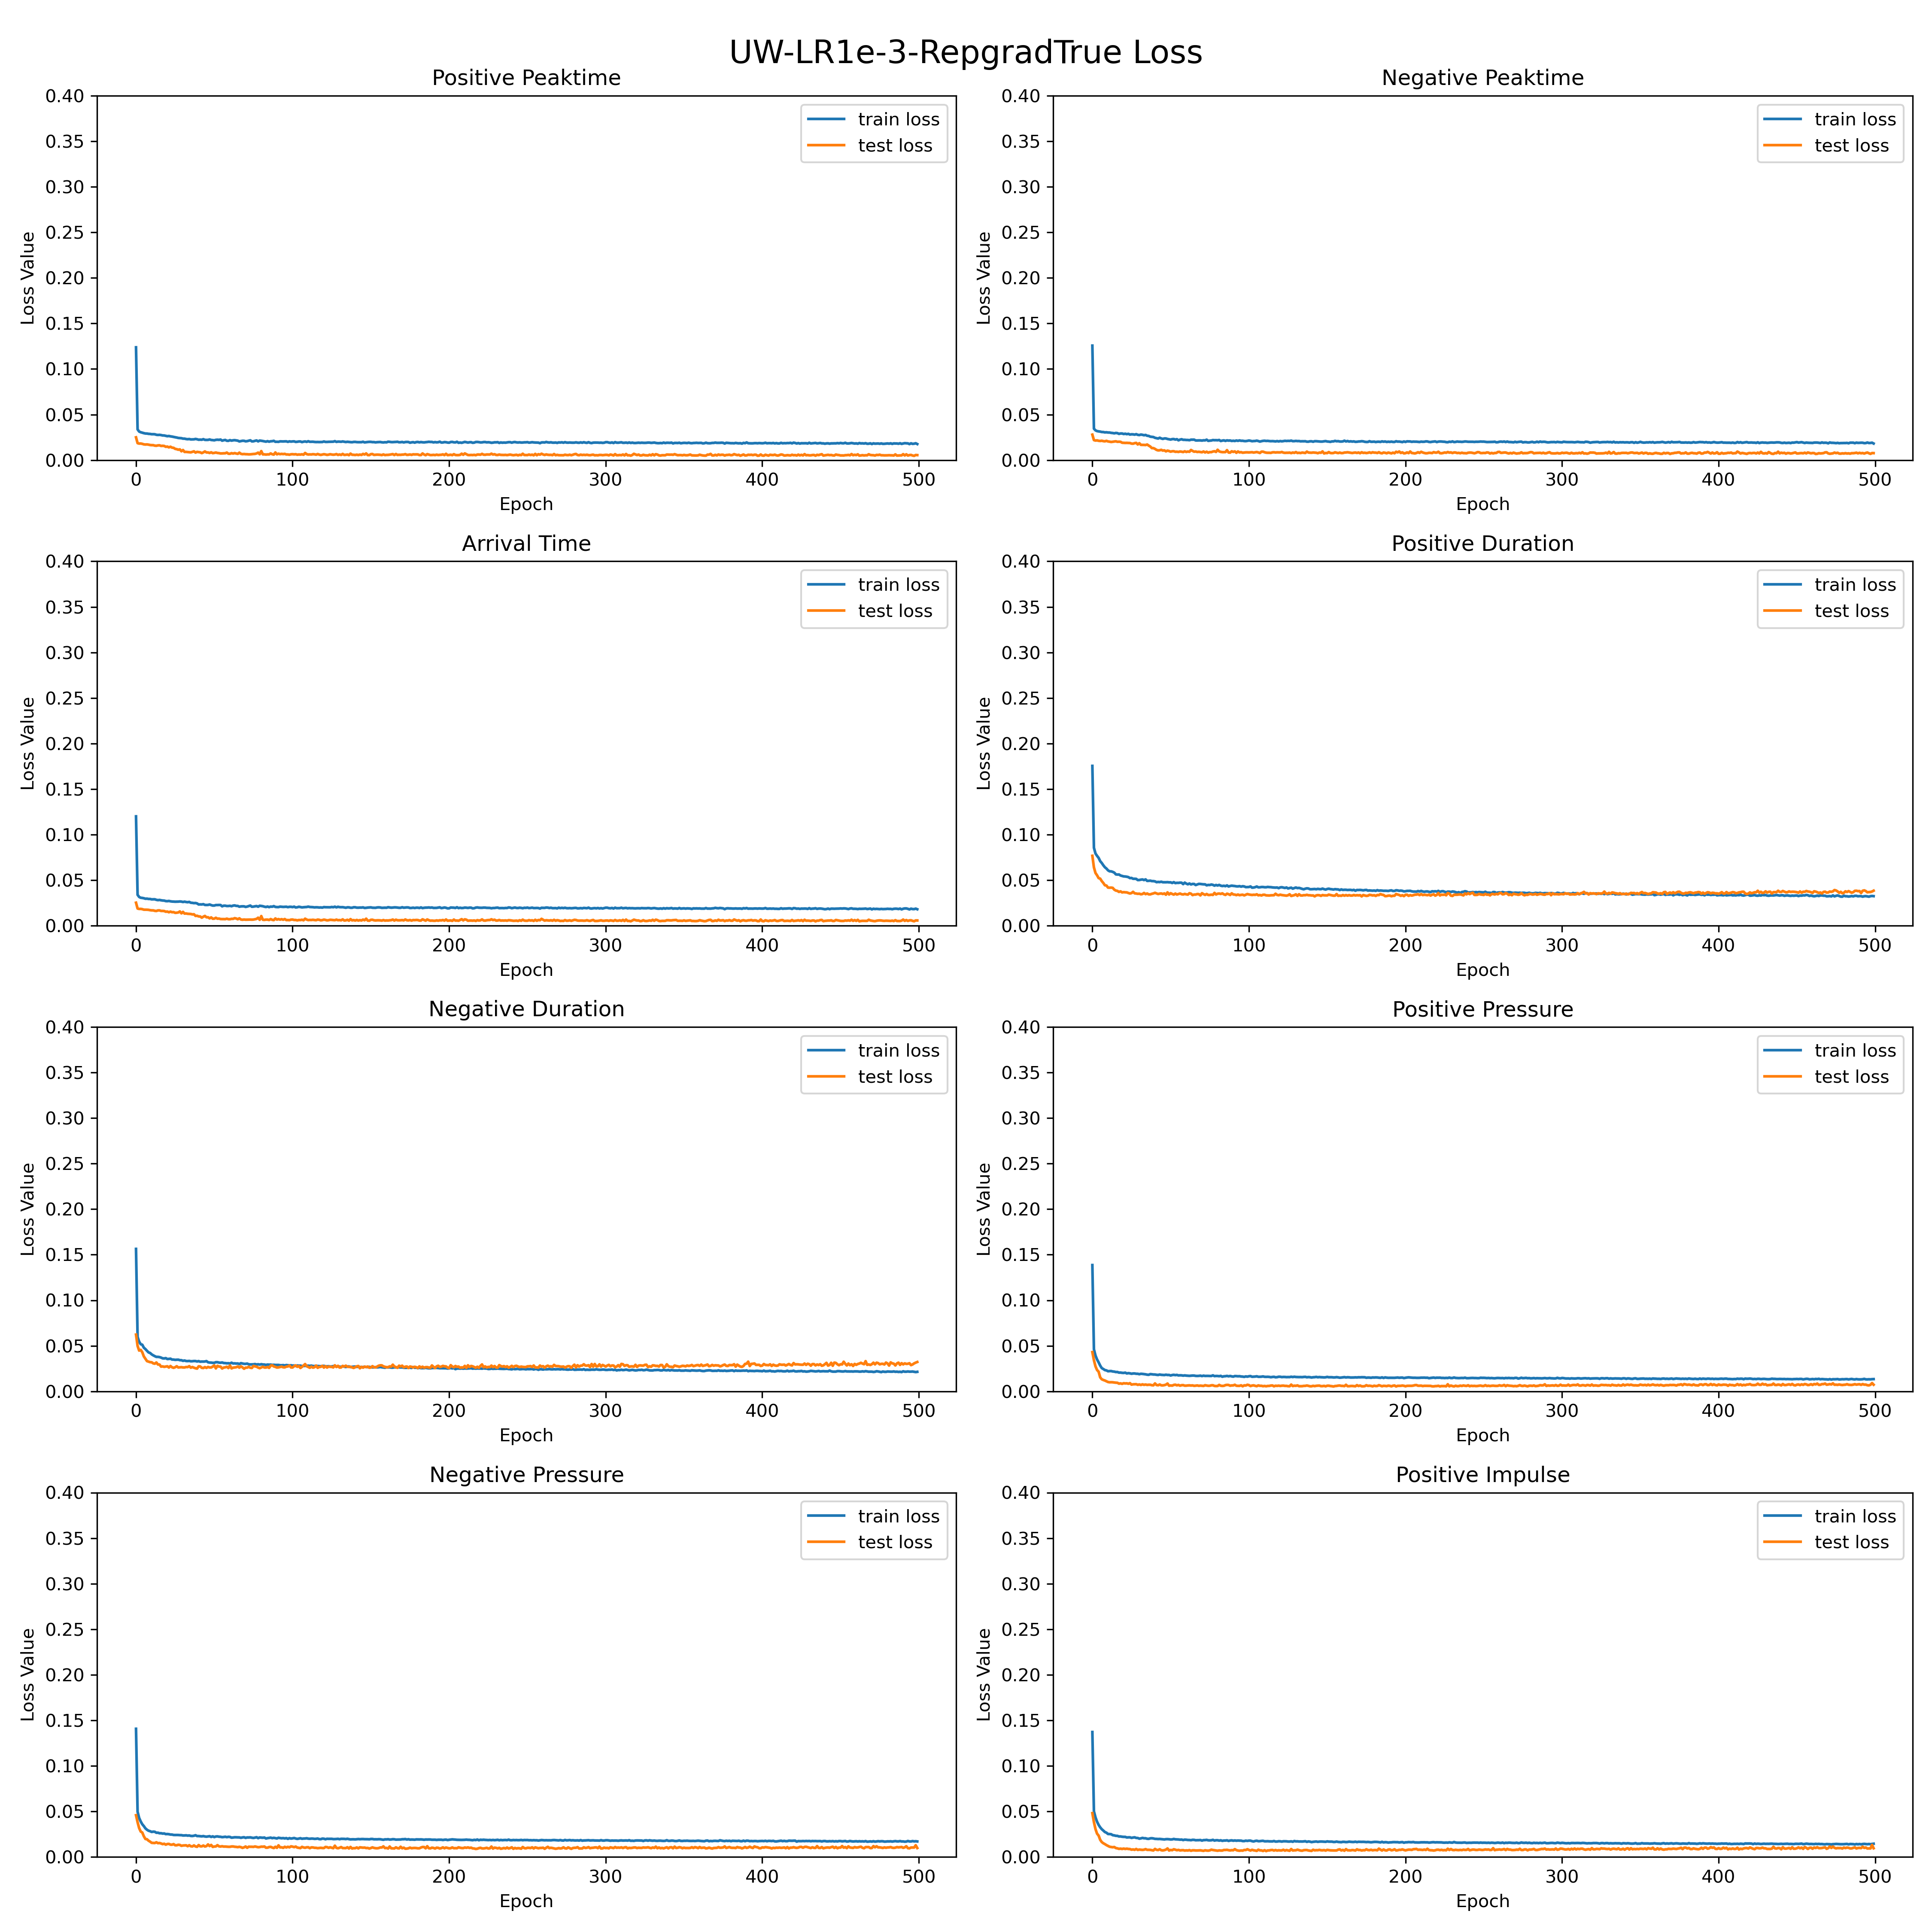 UW-LR1e-3-RepgradTrue Loss
Positive Peaktime
0.40
0.35
0.30
0.25
0.20
0.15
0.10
0.05
0.00
Loss Value
train loss
test loss
0 100 200 300 400 500
Epoch
Negative Peaktime
0.40
0.35
0.30
0.25
0.20
0.15
0.10
0.05
0.00
Loss Value
train loss
test loss
0 100 200 300 400 500
Epoch
Arrival Time
0.40
0.35
0.30
0.25
0.20
0.15
0.10
0.05
0.00
Loss Value
train loss
test loss
0 100 200 300 400 500
Epoch
Positive Duration
0.40
0.35
0.30
0.25
0.20
0.15
0.10
0.05
0.00
Loss Value
train loss
test loss
0 100 200 300 400 500
Epoch
Negative Duration
0.40
0.35
0.30
0.25
0.20
0.15
0.10
0.05
0.00
Loss Value
train loss
test loss
0 100 200 300 400 500
Epoch
Positive Pressure
0.40
0.35
0.30
0.25
0.20
0.15
0.10
0.05
0.00
Loss Value
train loss
test loss
0 100 200 300 400 500
Epoch
Negative Pressure
0.40
0.35
0.30
0.25
0.20
0.15
0.10
0.05
0.00
Loss Value
train loss
test loss
0 100 200 300 400 500
Epoch
Positive Impulse
0.40
0.35
0.30
0.25
0.20
0.15
0.10
0.05
0.00
Loss Value
train loss
test loss
0 100 200 300 400 500
Epoch